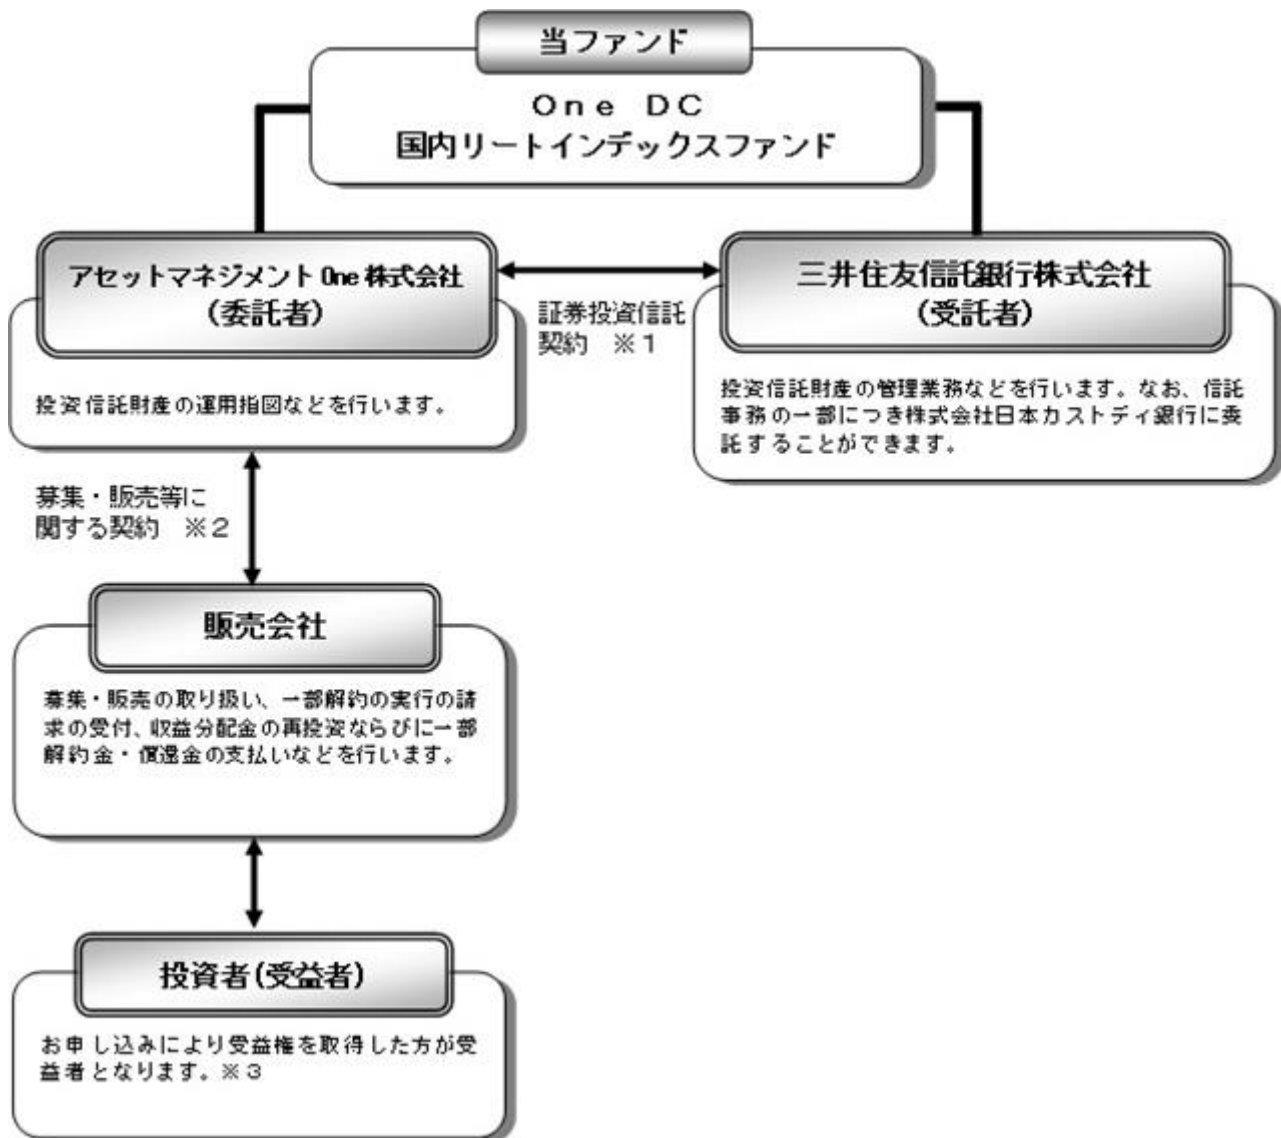 当ファンド
One DC
国内リートインデックスファンド
アセットマネジメントOne株式会社
(委託者)
投資信託財産の運用指図などを行います。
証券投資信託
契約 ※1
三井住友信託銀行株式会社
(受託者)
投資信託財産の管理業務などを行います。なお、信託
事務の一部につき株式会社日本カストディ銀行に委
託することができます。
募集・販売等に
関する契約 ※2
販売会社
募集・販売の取り扱い、一部解約の実行の請
求の受付、収益分配金の再投資ならびに一部
解約金・償還金の支払いなどを行います。
投資者(受益者)
お申し込みにより受益権を取得した方が受
益者となります。※3